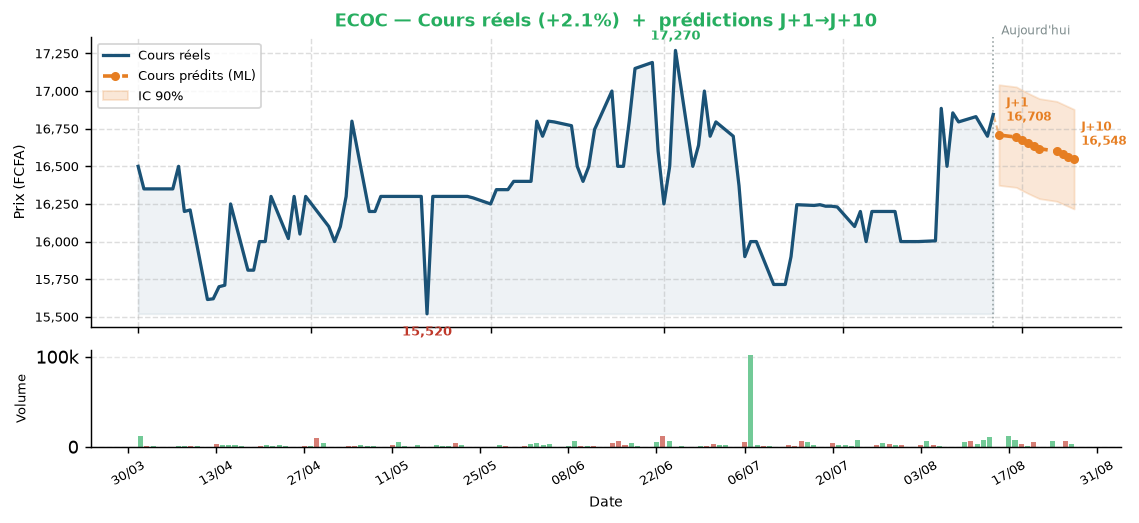 ECOC — Cours réels (+2.1%)  +  prédictions J+1→J+10
Aujourd'hui
17,270
Cours réels
Cours prédits (ML)
IC 90%
J+1
16,708
J+10
16,548
15,520
Prix (FCFA)
17,250
17,000
16,750
16,500
16,250
16,000
15,750
15,500
Volume
100k
0
30/03
13/04
27/04
11/05
25/05
08/06
22/06
06/07
20/07
03/08
17/08
31/08
Date